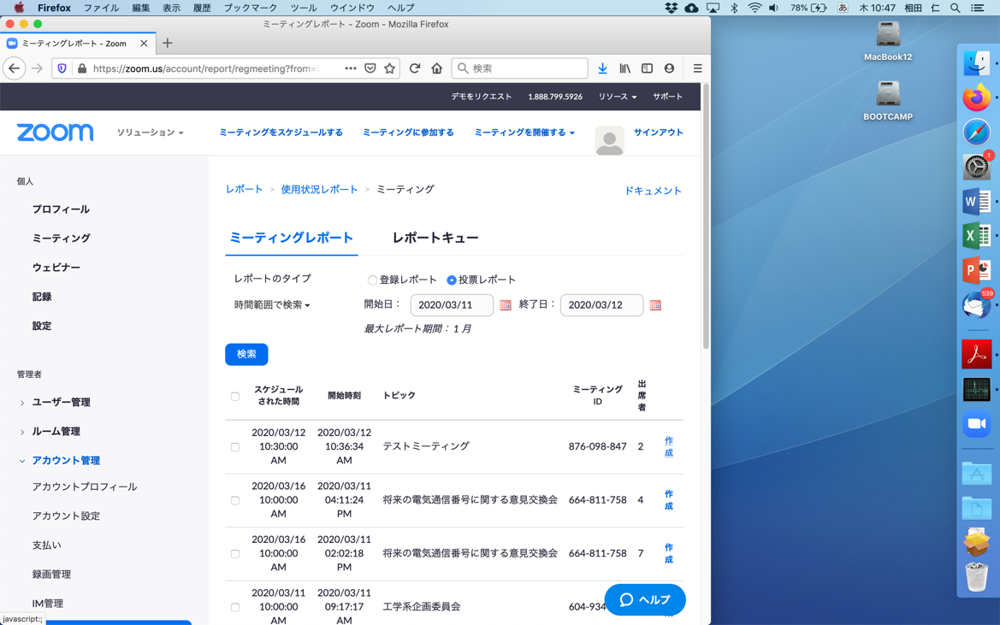 Firefox ファイル 編集 表示 履歴 ブックマーク ツール ウインドウ ヘルプ 78% あ 木10:47 相田 仁
ミーティングレポート - Zoom - Mozilla Firefox
ミーティングレポート - Zoom
https://zoom.us/account/report/regmeeting?from=
検索
MacBook12
BOOTCAMP
1
539
デモをリクエスト 1.888.799.5926 リソース サポート
zoom ソリューション ミーティングをスケジュールする ミーティングに参加する ミーティングを開催する サインアウト
個人
プロフィール
ミーティング
ウェビナー
記録
設定
管理者
ユーザー管理
ルーム管理
アカウント管理
アカウントプロフィール
アカウント設定
支払い
録画管理
IM管理
javascript:;
レポート > 使用状況レポート > ミーティング
ドキュメント
ミーティングレポート レポートキュー
レポートのタイプ 登録レポート 投票レポート
時間範囲で検索 開始日： 2020/03/11 終了日： 2020/03/12
最大レポート期間：1 月
検索
スケジュールされた時間 開始時刻 トピック ミーティング ID 出席者
2020/03/12 10:30:00 AM 2020/03/12 10:36:34 AM テストミーティング 876-098-847 2 作成
2020/03/16 10:00:00 AM 2020/03/11 04:11:24 PM 将来の電気通信番号に関する意見交換会 664-811-758 4 作成
2020/03/16 10:00:00 AM 2020/03/11 02:02:18 PM 将来の電気通信番号に関する意見交換会 664-811-758 7 作成
2020/03/11 10:00:00 AM 2020/03/11 09:17:17 AM 工学系企画委員会 604-934
ヘルプ